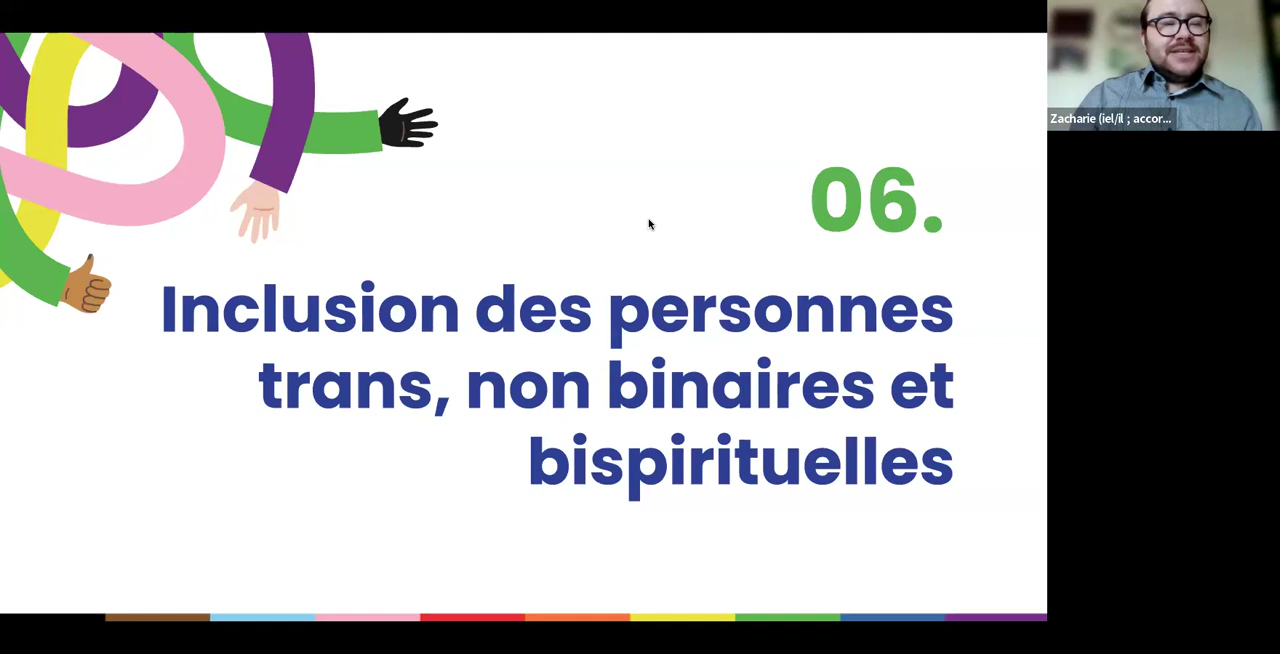 06.
Inclusion des personnes
trans, non binaires et
bispirituelles
Zacharie (iel/il ; accor...